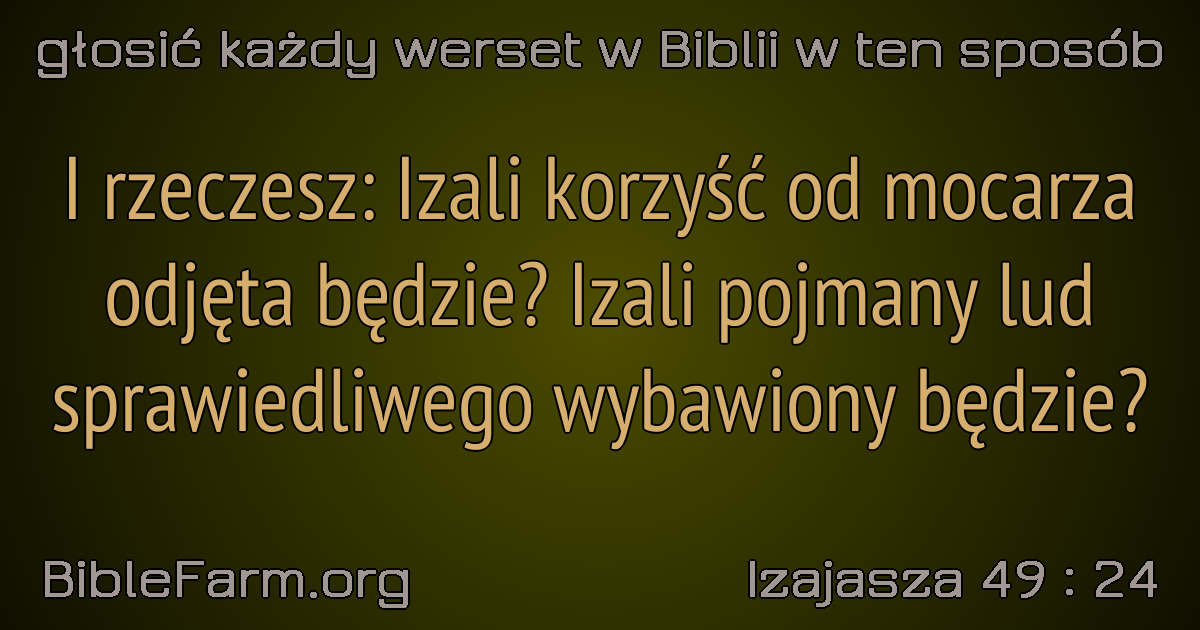 głosić każdy werset w Biblii w ten sposób
I rzeczesz: Izali korzyść od mocarza
odjęta będzie? Izali pojmany lud
sprawiedliwego wybawiony będzie?
BibleFarm.org
Izajasza 49 : 24